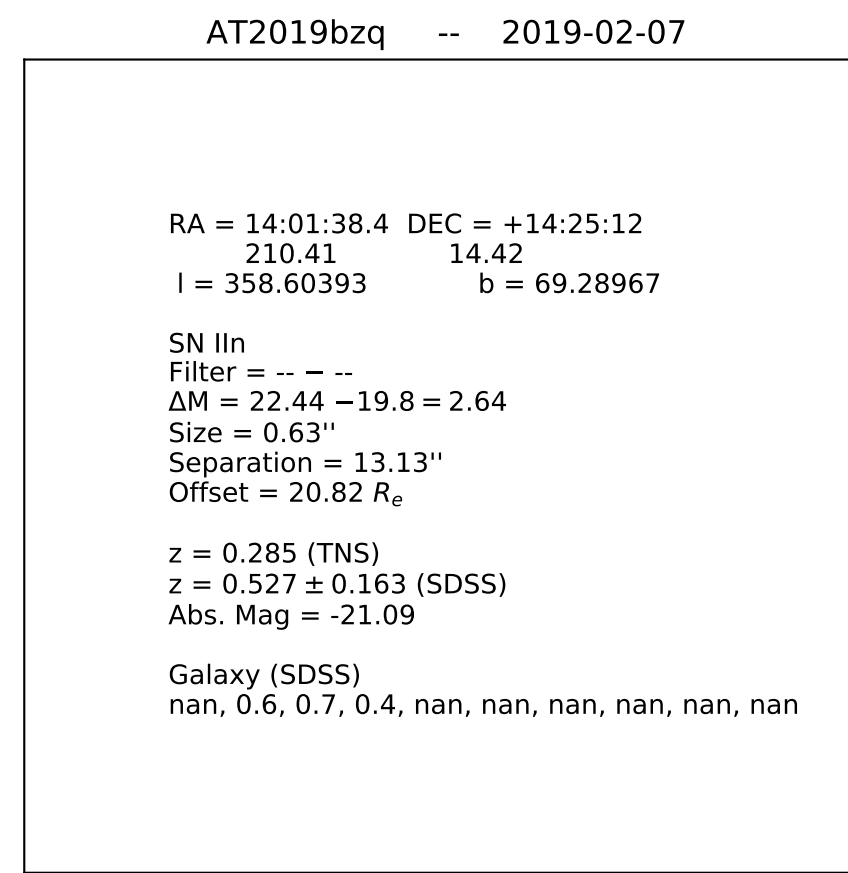 AT2019bzq -- 2019-02-07
RA = 14:01:38.4 DEC = +14:25:12
210.41 14.42
l = 358.60393 b = 69.28967
SN IIn
Filter = -- − --
ΔM = 22.44 −19.8 = 2.64
Size = 0.63''
Separation = 13.13''
Offset = 20.82 Rₑ
z = 0.285 (TNS)
z = 0.527 ± 0.163 (SDSS)
Abs. Mag = -21.09
Galaxy (SDSS)
nan, 0.6, 0.7, 0.4, nan, nan, nan, nan, nan, nan